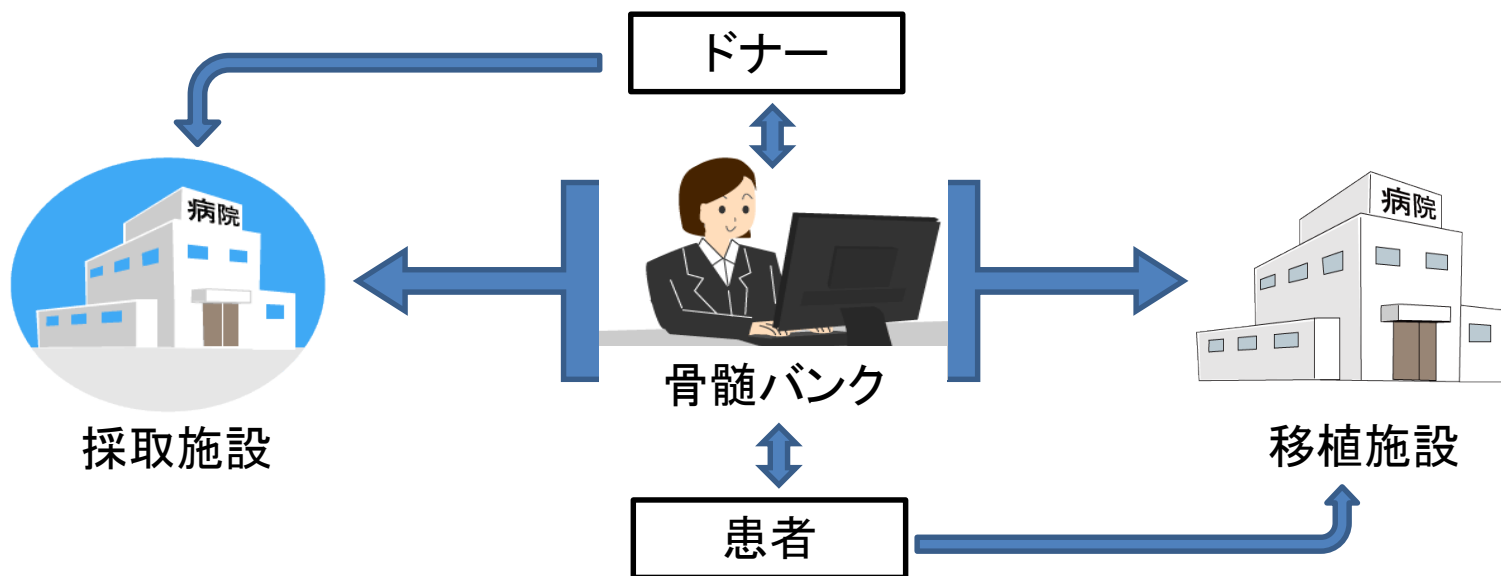 ドナー
病院
病院
骨髄バンク
採取施設
移植施設
患者